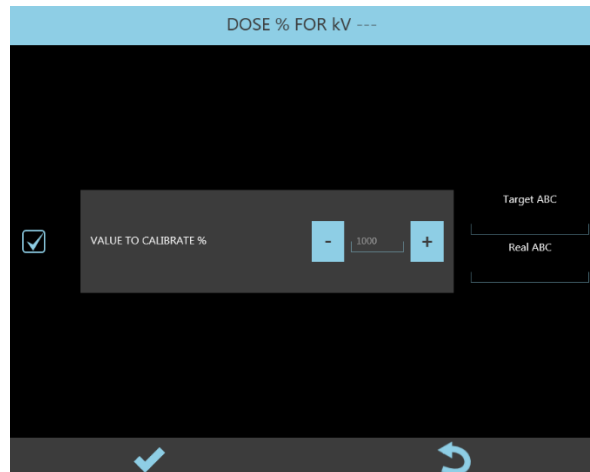 DOSE % FOR kV ---
Target ABC
VALUE TO CALIBRATE %
-
1000
+
Real ABC